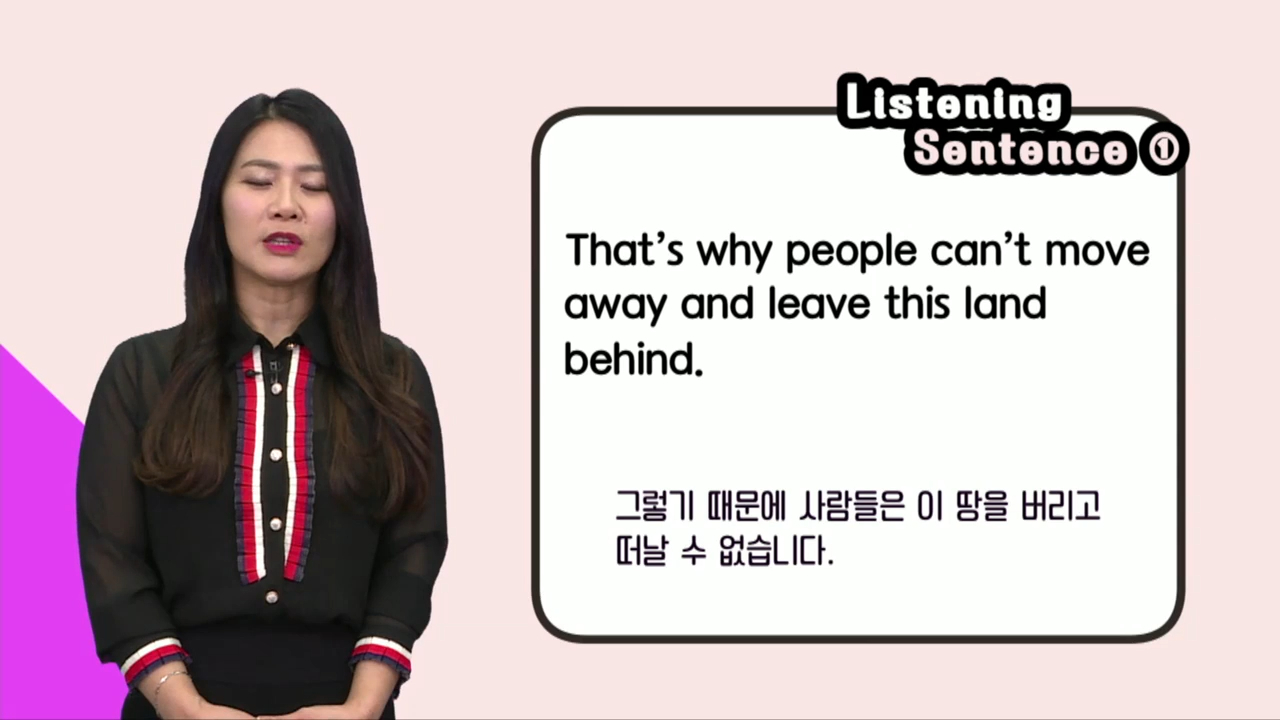 Listening
Sentence ①
That's why people can't move
away and leave this land
behind.
그렇기 때문에 사람들은 이 땅을 버리고
떠날 수 없습니다.